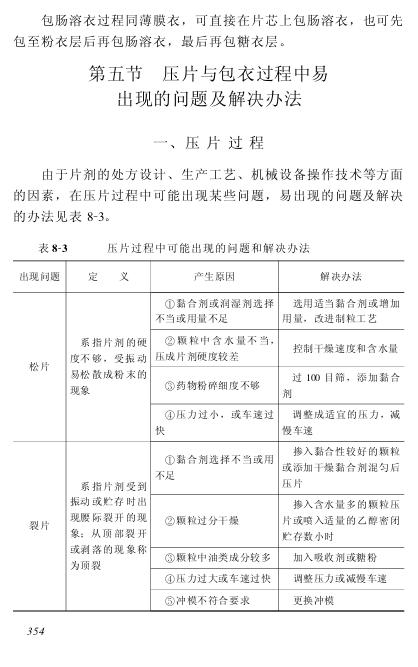 包肠溶衣过程同薄膜衣，可直接在片芯上包肠溶衣，也可先
包至粉衣层后再包肠溶衣，最后再包糖衣层。
第五节 压片与包衣过程中易
出现的问题及解决办法
一、压片过程
由于片剂的处方设计、生产工艺、机械设备操作技术等方面
的因素，在压片过程中可能出现某些问题，易出现的问题及解决
的办法见表 8-3。
表 8-3 压片过程中可能出现的问题和解决办法
出现问题 定 义 产生原因 解决办法
松片
系指片剂的硬
度不够，受振动
易松散成粉末的
现象
①黏合剂或润湿剂选择
不当或用量不足
选用适当黏合剂或增加
用量，改进制粒工艺
②颗粒中含水量不当，
压成片剂硬度较差
控制干燥速度和含水量
③药物粉碎细度不够
过 100 目筛，添加黏合
剂
④压力过小，或车速过
快
调整成适宜的压力，减
慢车速
裂片
系指片剂受到
振动或贮存时出
现腰际裂开的现
象；从顶部裂开
或剥落的现象称
为顶裂
①黏合剂选择不当或用
不足
掺入黏合性较好的颗粒
或添加干燥黏合剂混匀后
压片
②颗粒过分干燥
掺入含水量多的颗粒压
片或喷入适量的乙醇密闭
贮存数小时
③颗粒中油类成分较多 加入吸收剂或糖粉
④压力过大或车速过快 调整压力或减慢车速
⑤冲模不符合要求 更换冲模
354